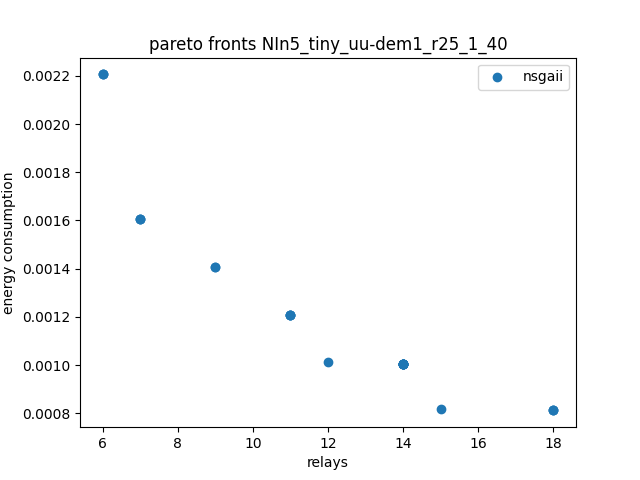 pareto fronts NIn5_tiny_uu-dem1_r25_1_40
nsgaii
0.0022
0.0020
0.0018
0.0016
0.0014
0.0012
0.0010
0.0008
energy consumption
6 8 10 12 14 16 18
relays